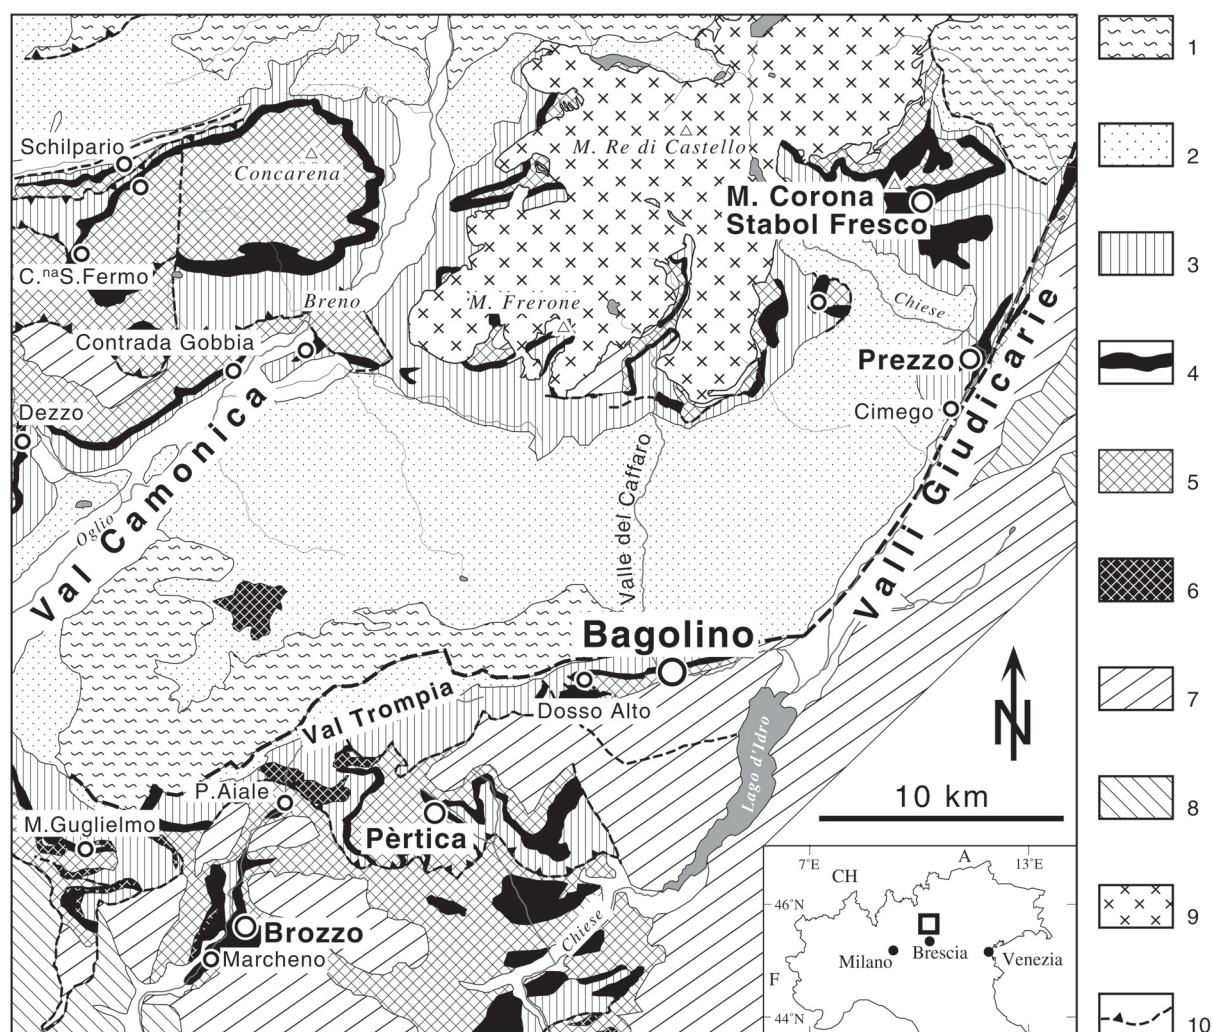 Schilpario
Concarena
M. Re di Castello
M. Corona
Stabol Fresco
C.ⁿᵃS.Fermo
Breno
M. Frerone
Chiese
Contrada Gobbia
Prezzo
Cimego
Dezzo
Val Camonica
Oglio
Valle del Caffaro
Valli Giudicarie
Bagolino
Dosso Alto
Val Trompia
Lago d'Idro
N
10 km
P.Aiale
M.Guglielmo
Pèrtica
Brozzo
Marcheno
Chiese
7°E
A
13°E
CH
46°N
Milano
Brescia
Venezia
F
44°N
1
2
3
4
5
6
7
8
9
10